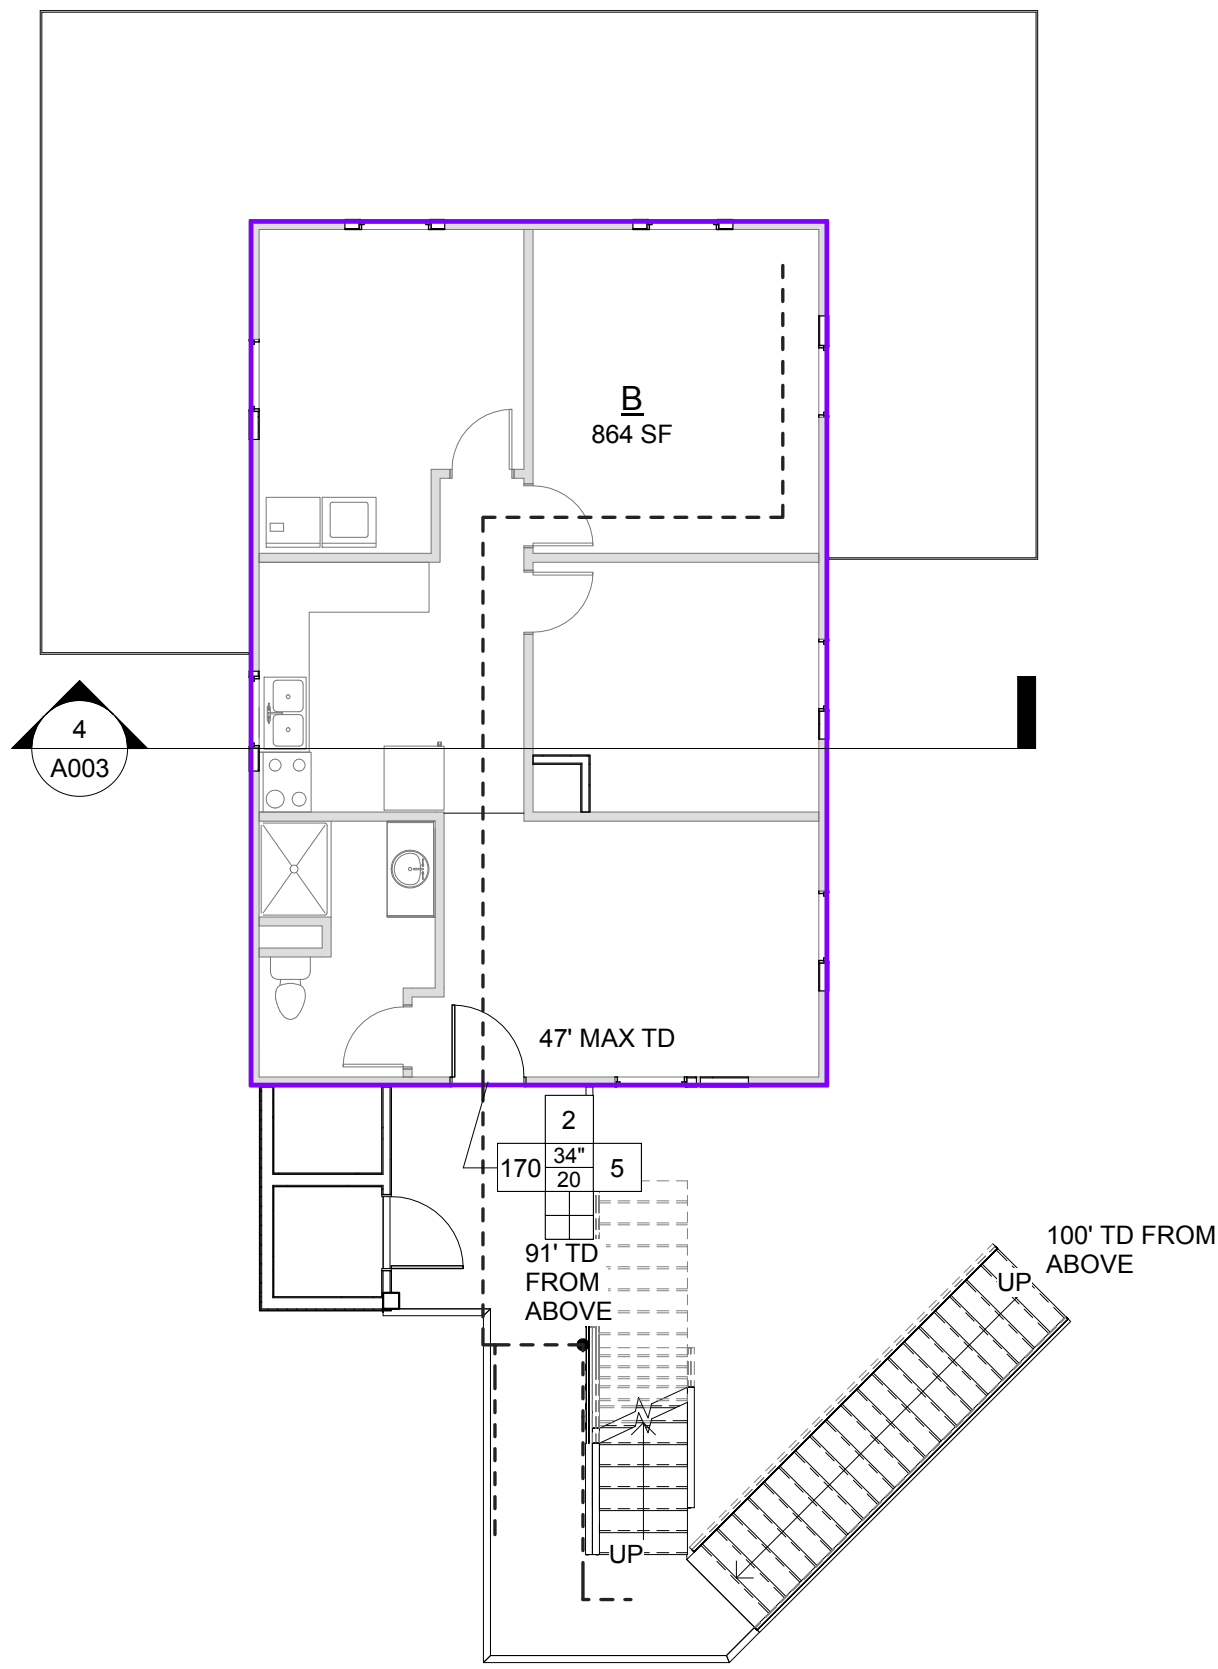 B
864 SF
4
A003
47' MAX TD
2
170
34"
20
5
91' TD
FROM
ABOVE
100' TD FROM
ABOVE
UP
UP